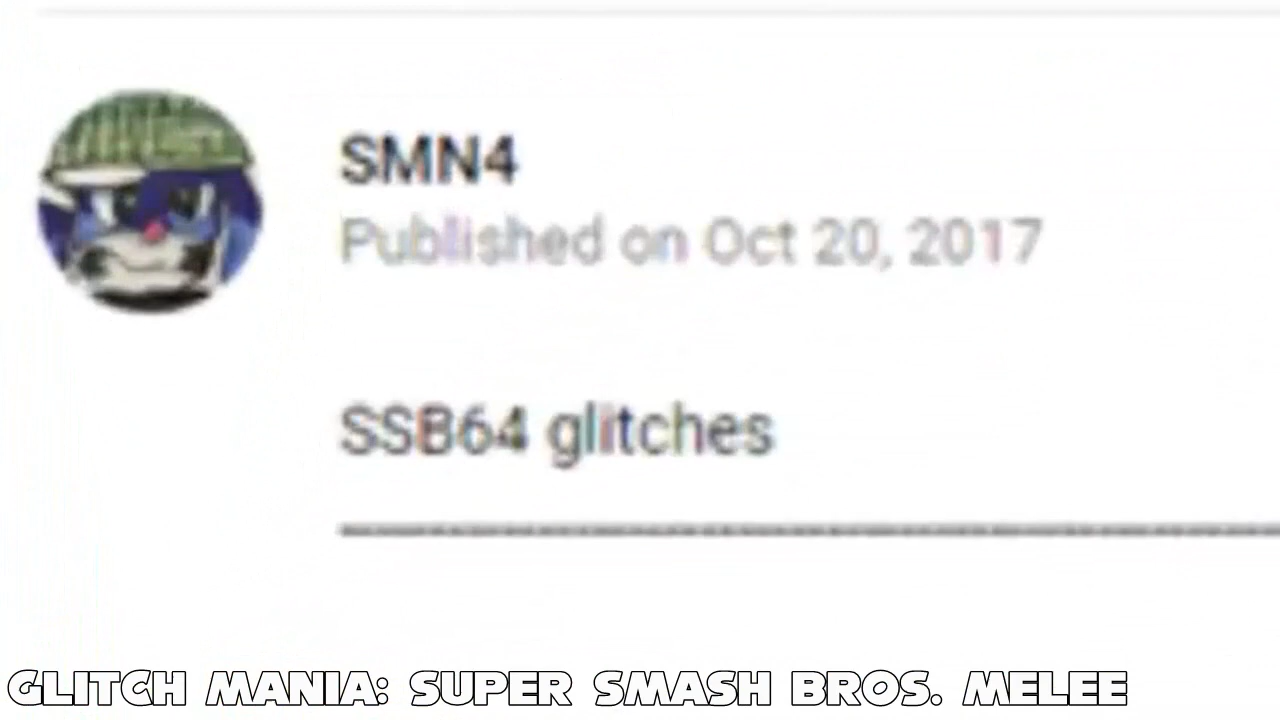 SMN4
Published on Oct 20, 2017
SSB64 glitches
GLITCH MANIA: SUPER SMASH BROS. MELEE